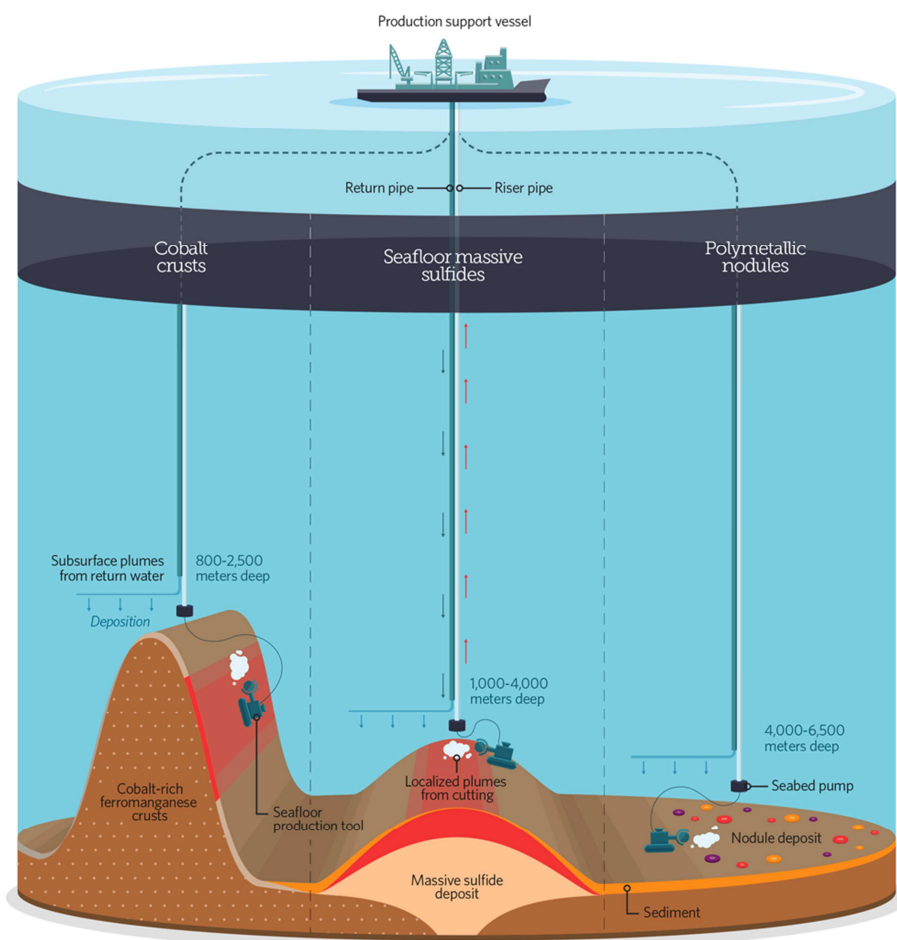 Production support vessel
Return pipe
Riser pipe
Cobalt
crusts
Seafloor massive
sulfides
Polymetallic
nodules
Subsurface plumes
from return water
800-2,500
meters deep
Deposition
1,000-4,000
meters deep
4,000-6,500
meters deep
Localized plumes
from cutting
Seabed pump
Cobalt-rich
ferromanganese
crusts
Seafloor
production tool
Nodule deposit
Massive sulfide
deposit
Sediment